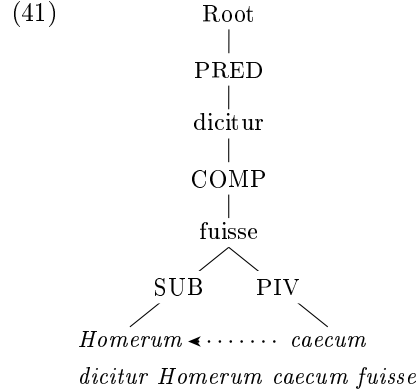 (41) Root
PRED
dicitur
COMP
fuisse
SUB PIV
Homerum caecum
dicitur Homerum caecum fuisse